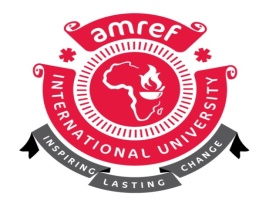 amref
INTERNATIONAL UNIVERSITY
INSPIRING
LASTING
CHANGE